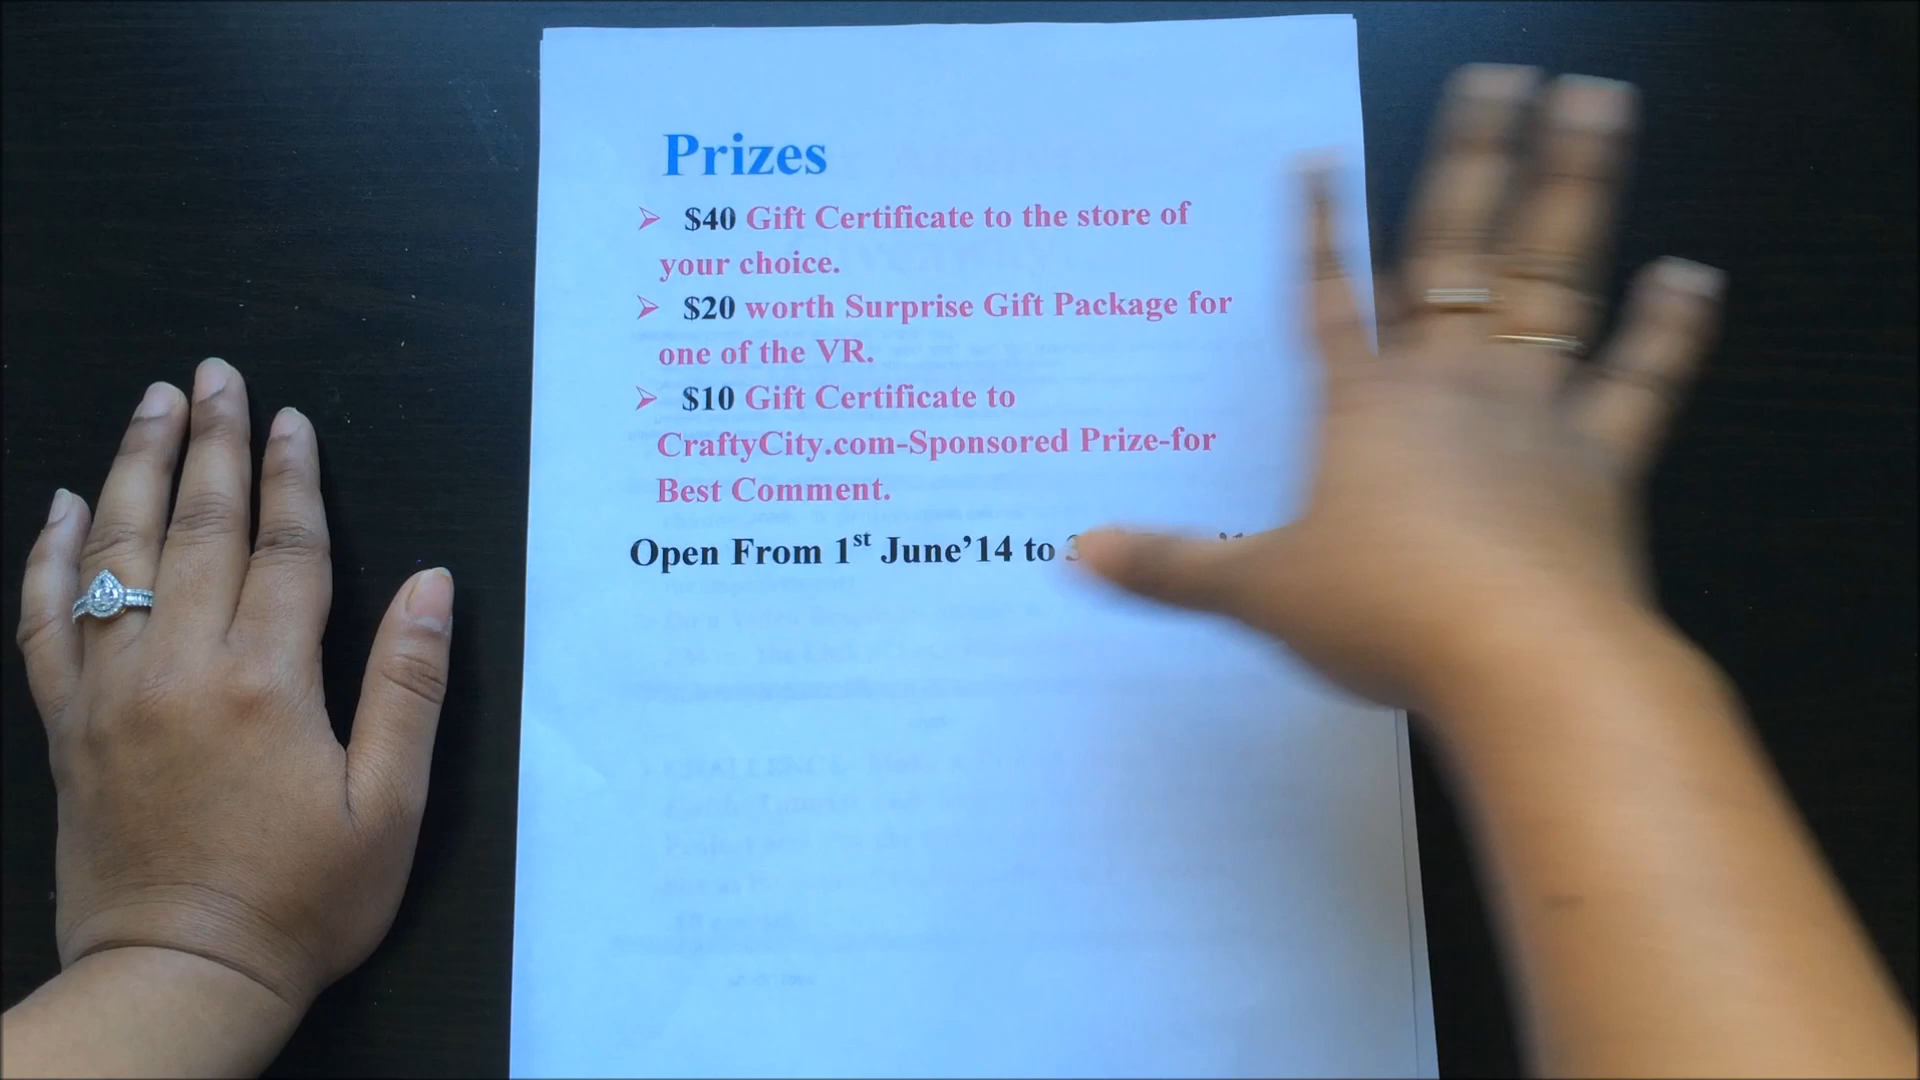 Prizes
➢ $40 Gift Certificate to the store of
your choice.
➢ $20 worth Surprise Gift Package for
one of the VR.
➢ $10 Gift Certificate to
CraftyCity.com-Sponsored Prize-for
Best Comment.
Open From 1st June’14 to